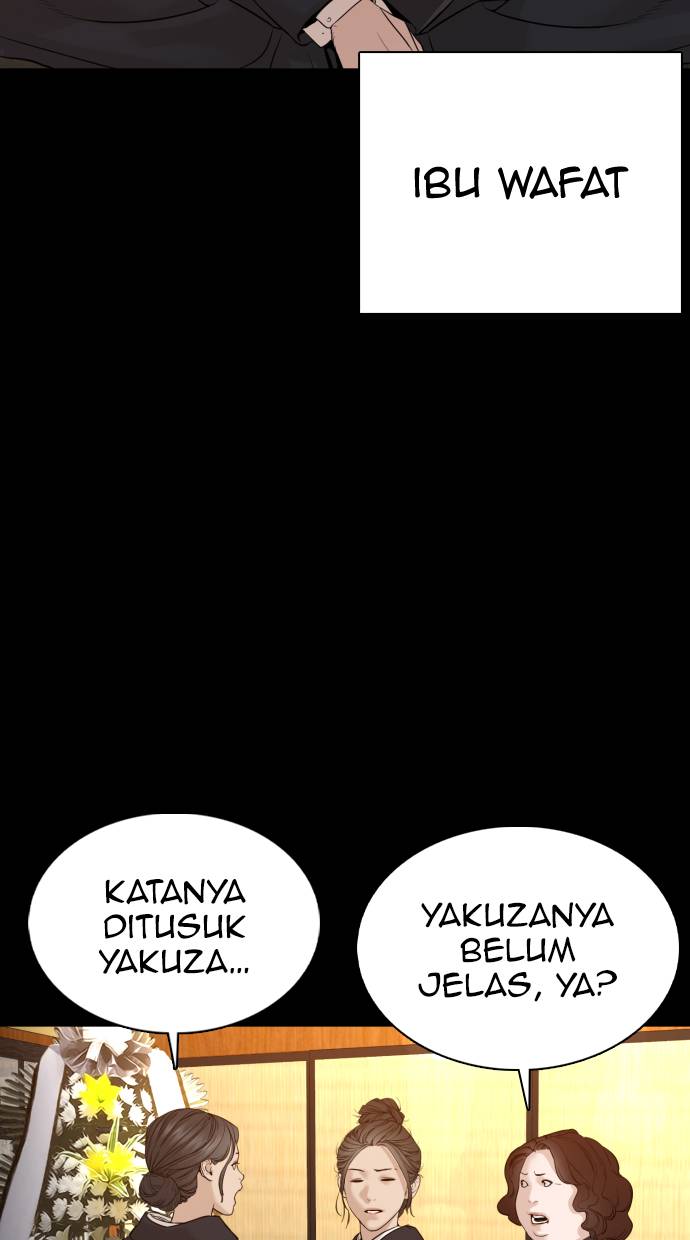 IBU WAFAT
KATANYA
DITUSUK
YAKUZA...
YAKUZANYA
BELUM
JELAS, YA?